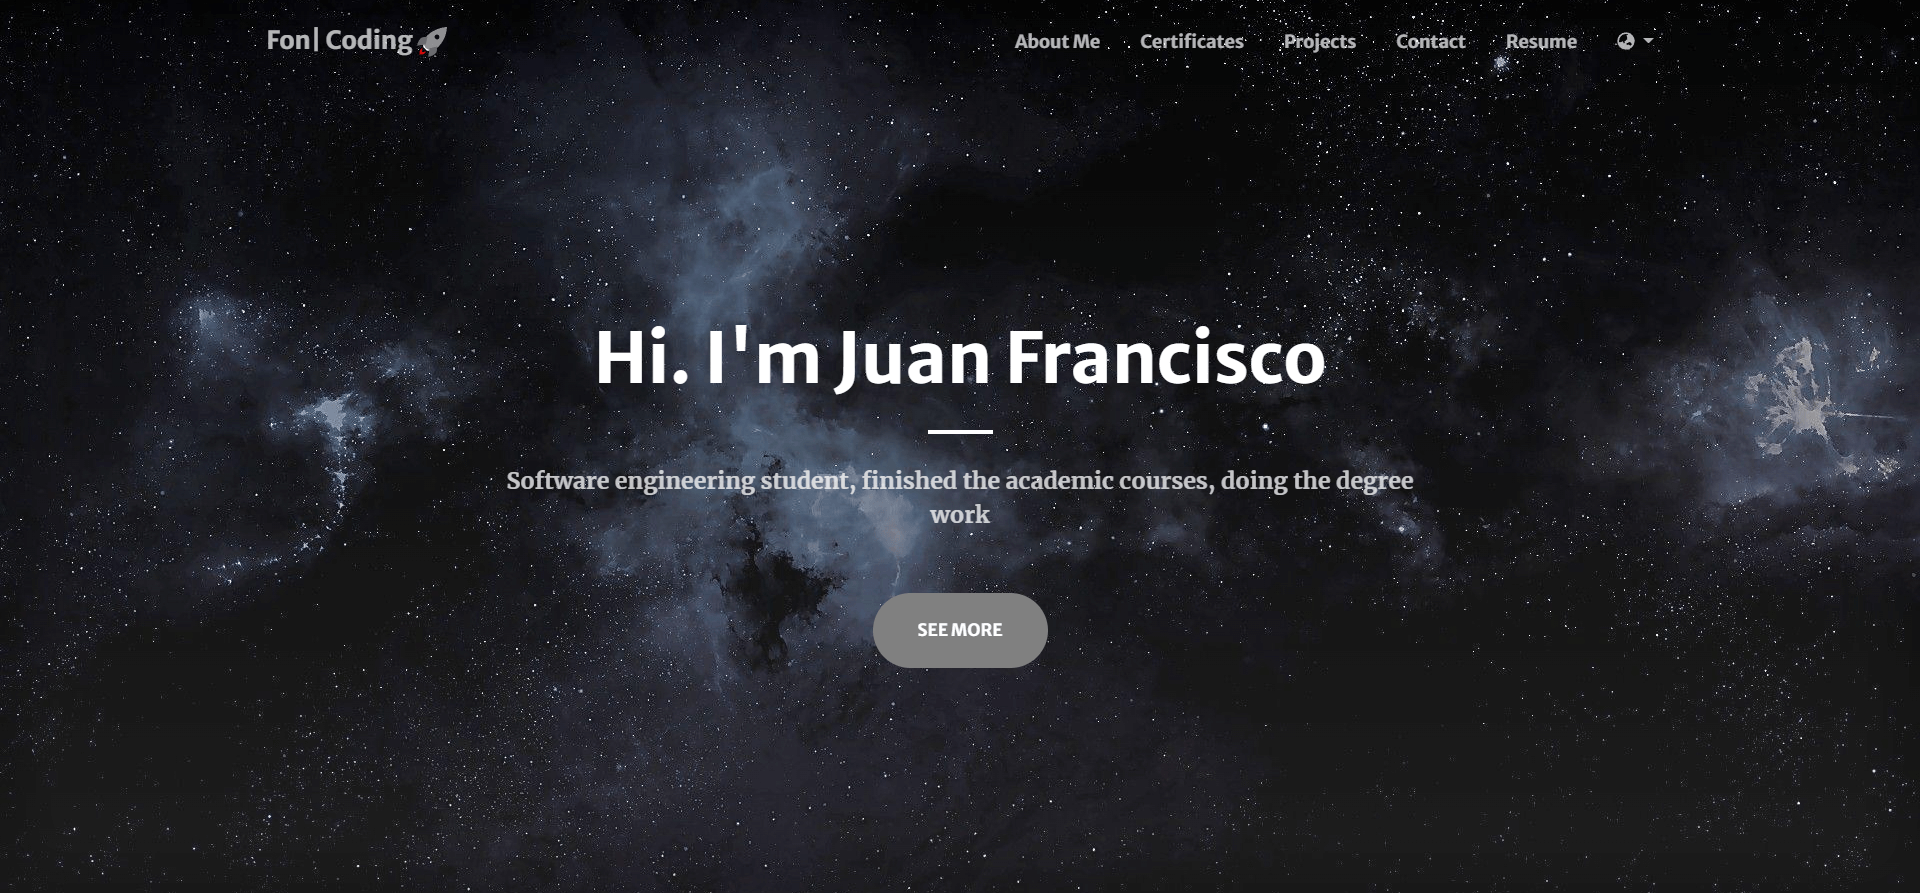 Fon| Coding
About Me Certificates Projects Contact Resume
Hi. I'm Juan Francisco
Software engineering student, finished the academic courses, doing the degree
work
SEE MORE